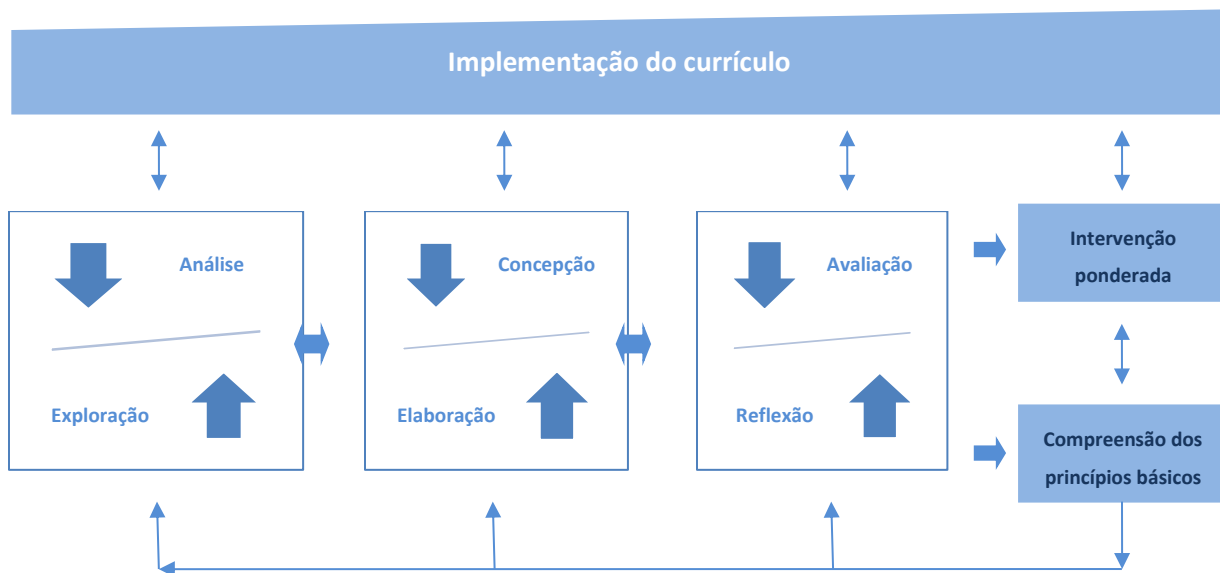 Implementação do currículo
Análise
Exploração
Concepção
Elaboração
Avaliação
Reflexão
Intervenção
ponderada
Compreensão dos
princípios básicos